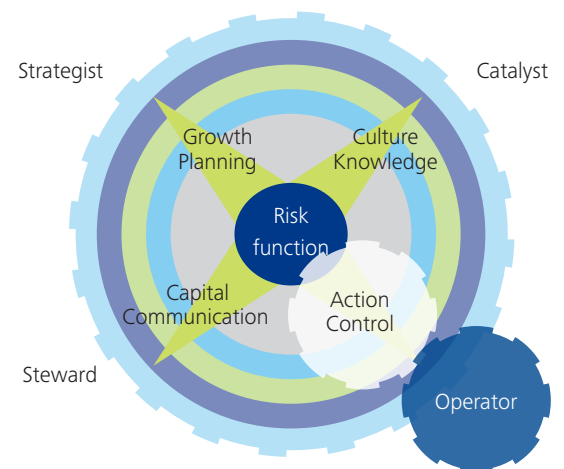 Strategist
Catalyst
Growth
Planning
Culture
Knowledge
Risk
function
Capital
Communication
Action
Control
Steward
Operator